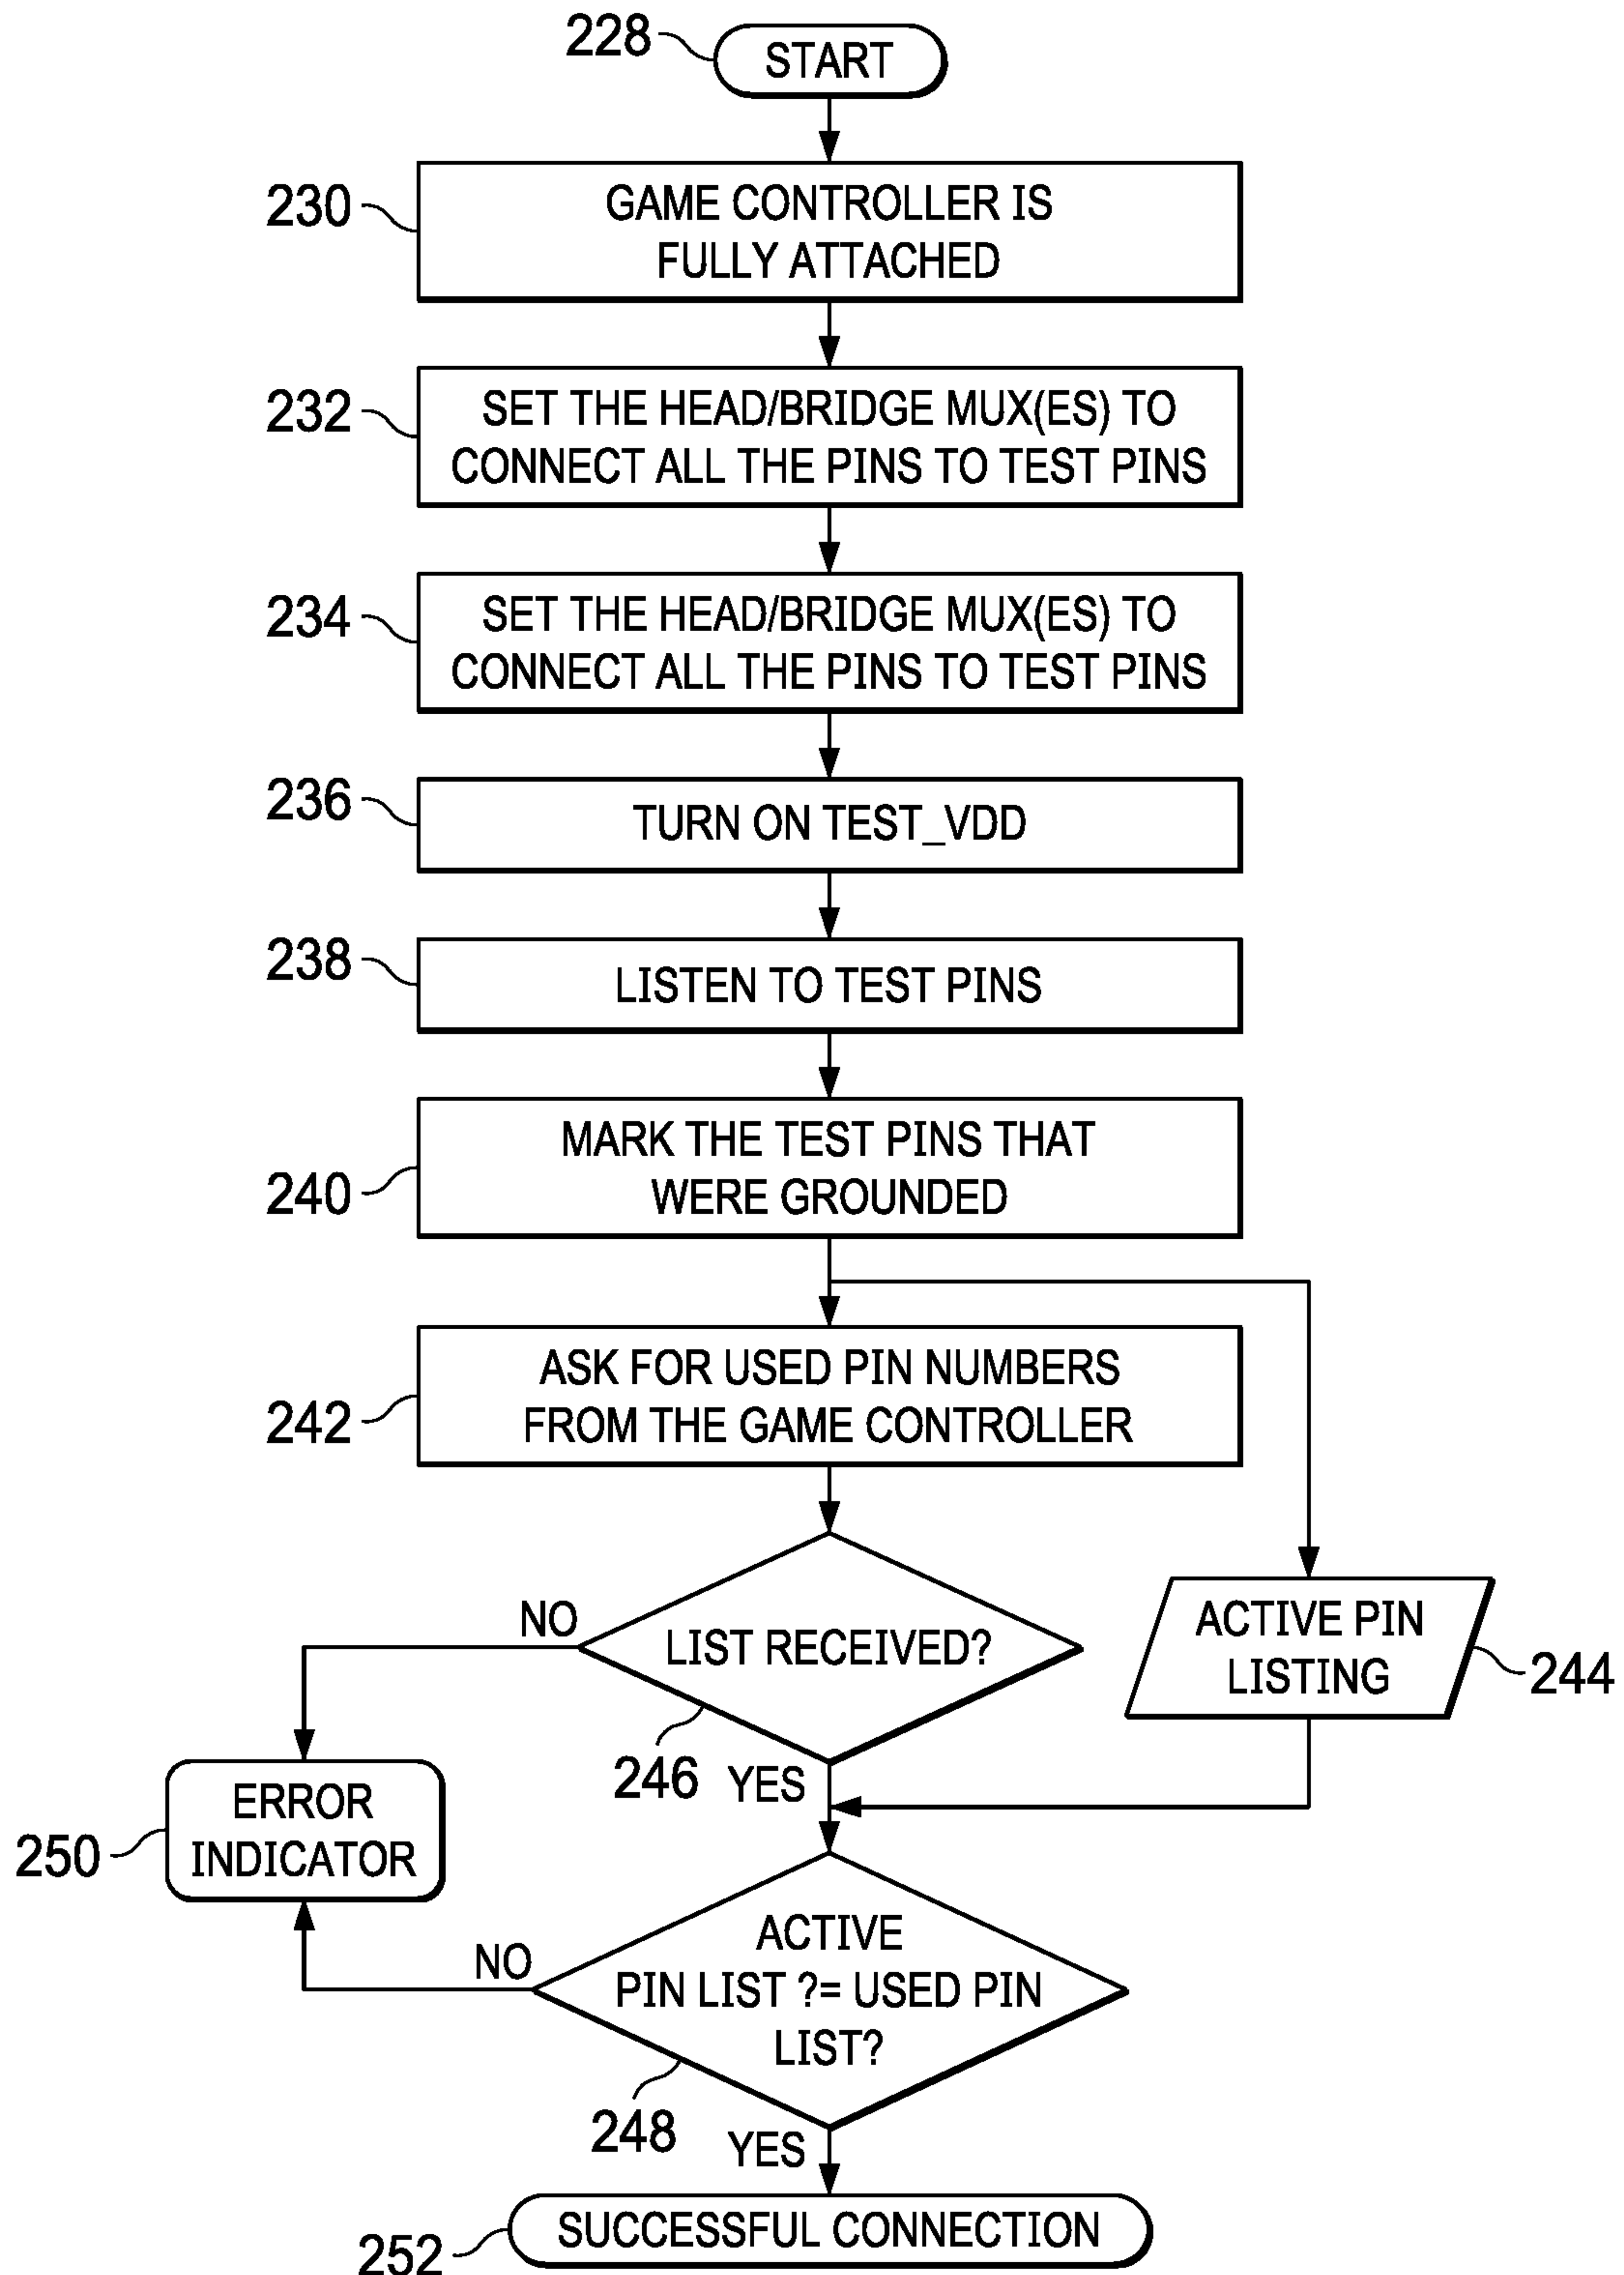 228
START
230
GAME CONTROLLER IS
FULLY ATTACHED
232
SET THE HEAD/BRIDGE MUX(ES) TO
CONNECT ALL THE PINS TO TEST PINS
234
SET THE HEAD/BRIDGE MUX(ES) TO
CONNECT ALL THE PINS TO TEST PINS
236
TURN ON TEST_VDD
238
LISTEN TO TEST PINS
240
MARK THE TEST PINS THAT
WERE GROUNDED
242
ASK FOR USED PIN NUMBERS
FROM THE GAME CONTROLLER
NO
LIST RECEIVED?
246
YES
ACTIVE PIN
LISTING
244
250
ERROR
INDICATOR
NO
ACTIVE
PIN LIST ?= USED PIN
LIST?
248
YES
252
SUCCESSFUL CONNECTION